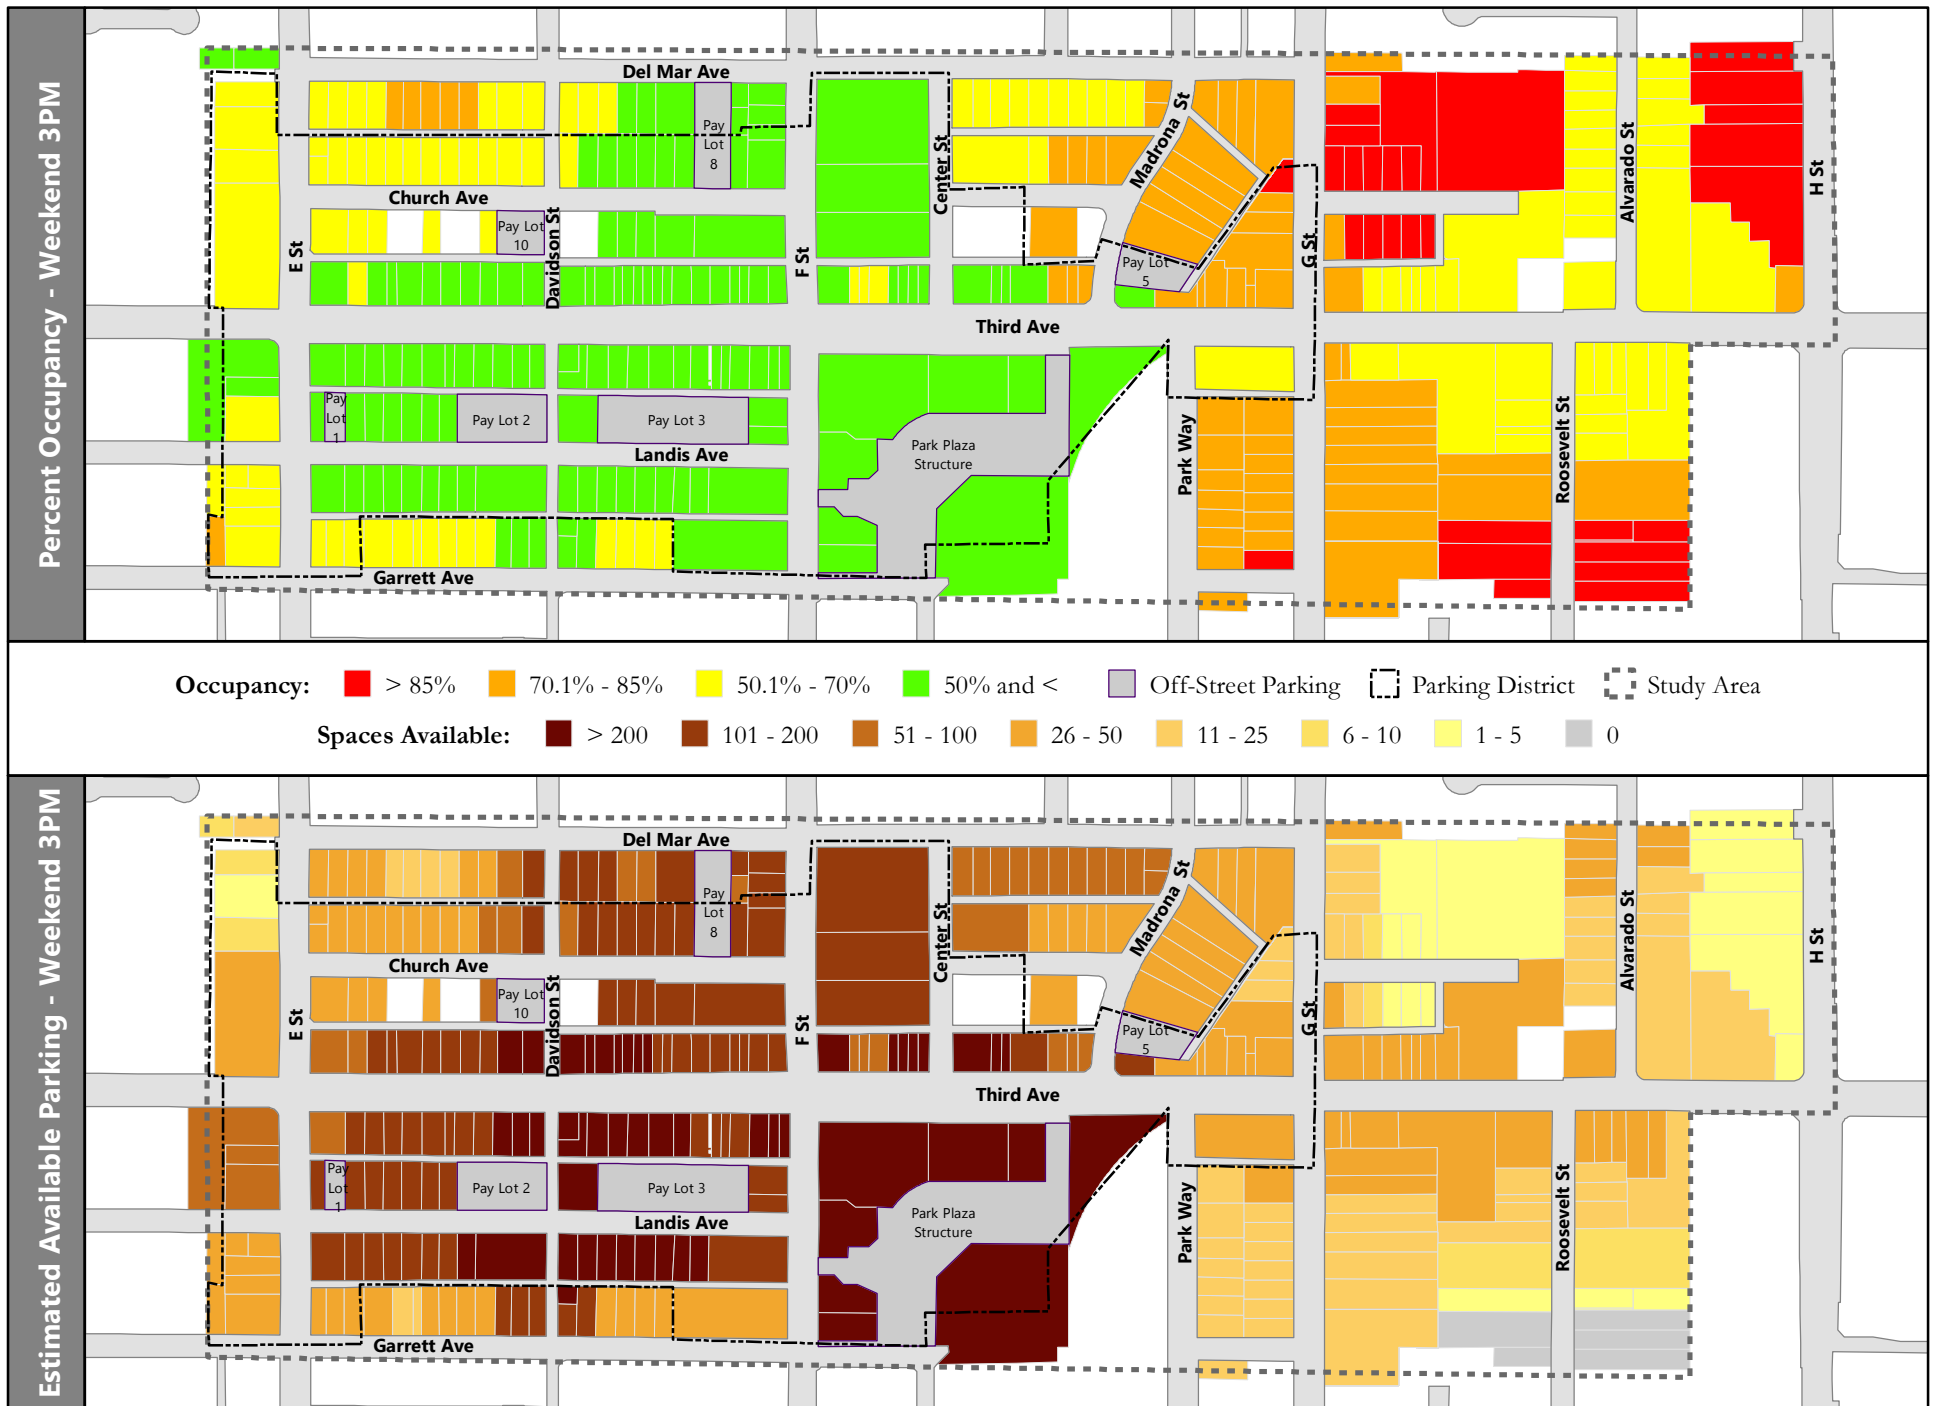 Percent Occupancy - Weekend 3PM
Del Mar Ave
Pay
Lot
8
Madrona St
Center St
Alvarado St
H St
Church Ave
Pay Lot
10
Davidson St
E St
F St
G St
Pay Lot
5
Third Ave
Pay
Lot
1
Pay Lot 2
Pay Lot 3
Landis Ave
Park Plaza
Structure
Park Way
Roosevelt St
Garrett Ave
Occupancy: > 85% 70.1% - 85% 50.1% - 70% 50% and < Off-Street Parking Parking District Study Area
Spaces Available: > 200 101 - 200 51 - 100 26 - 50 11 - 25 6 - 10 1 - 5 0
Estimated Available Parking - Weekend 3PM
Del Mar Ave
Pay
Lot
8
Madrona St
Center St
Alvarado St
H St
Church Ave
Pay Lot
10
Davidson St
E St
F St
G St
Pay Lot
5
Third Ave
Pay
Lot
1
Pay Lot 2
Pay Lot 3
Landis Ave
Park Plaza
Structure
Park Way
Roosevelt St
Garrett Ave